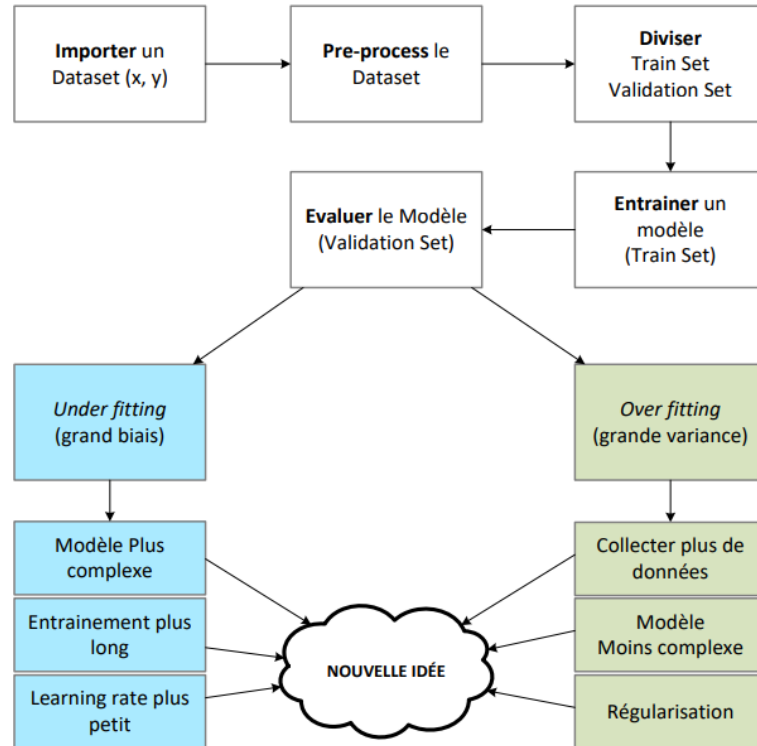 Importer un
Dataset (x, y)
Pre-process le
Dataset
Diviser
Train Set
Validation Set
Evaluer le Modèle
(Validation Set)
Entrainer un
modèle
(Train Set)
Under fitting
(grand biais)
Over fitting
(grande variance)
Modèle Plus
complexe
Entrainement plus
long
Learning rate plus
petit
NOUVELLE IDÉE
Collecter plus de
données
Modèle
Moins complexe
Régularisation